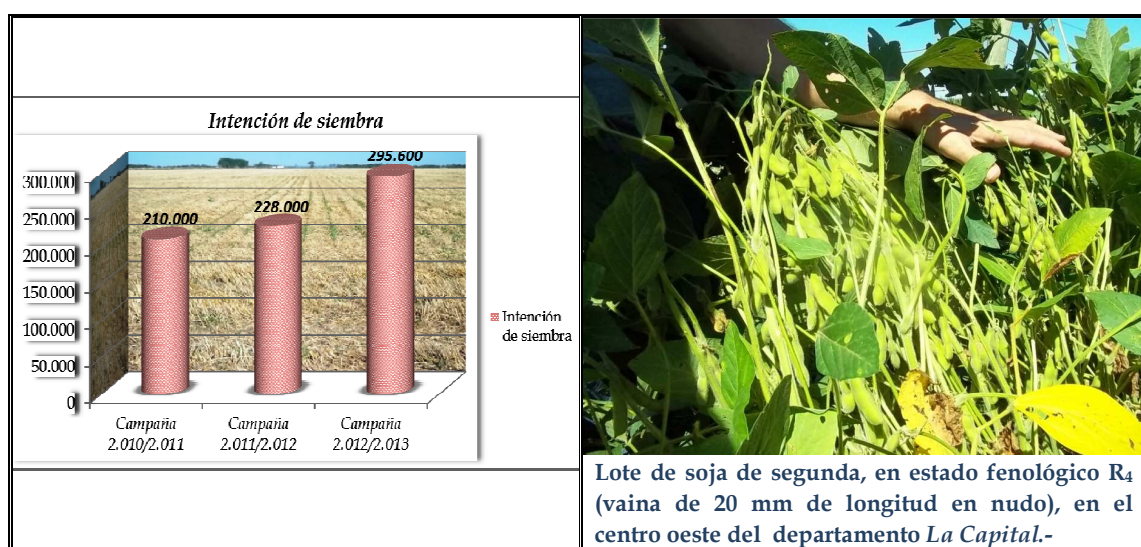 Intención de siembra
300.000
250.000
200.000
150.000
100.000
50.000
0
210.000
228.000
295.600
Campaña
2.010/2.011
Campaña
2.011/2.012
Campaña
2.012/2.013
Intención
de siembra
Lote de soja de segunda, en estado fenológico R4
(vaina de 20 mm de longitud en nudo), en el
centro oeste del departamento La Capital.-